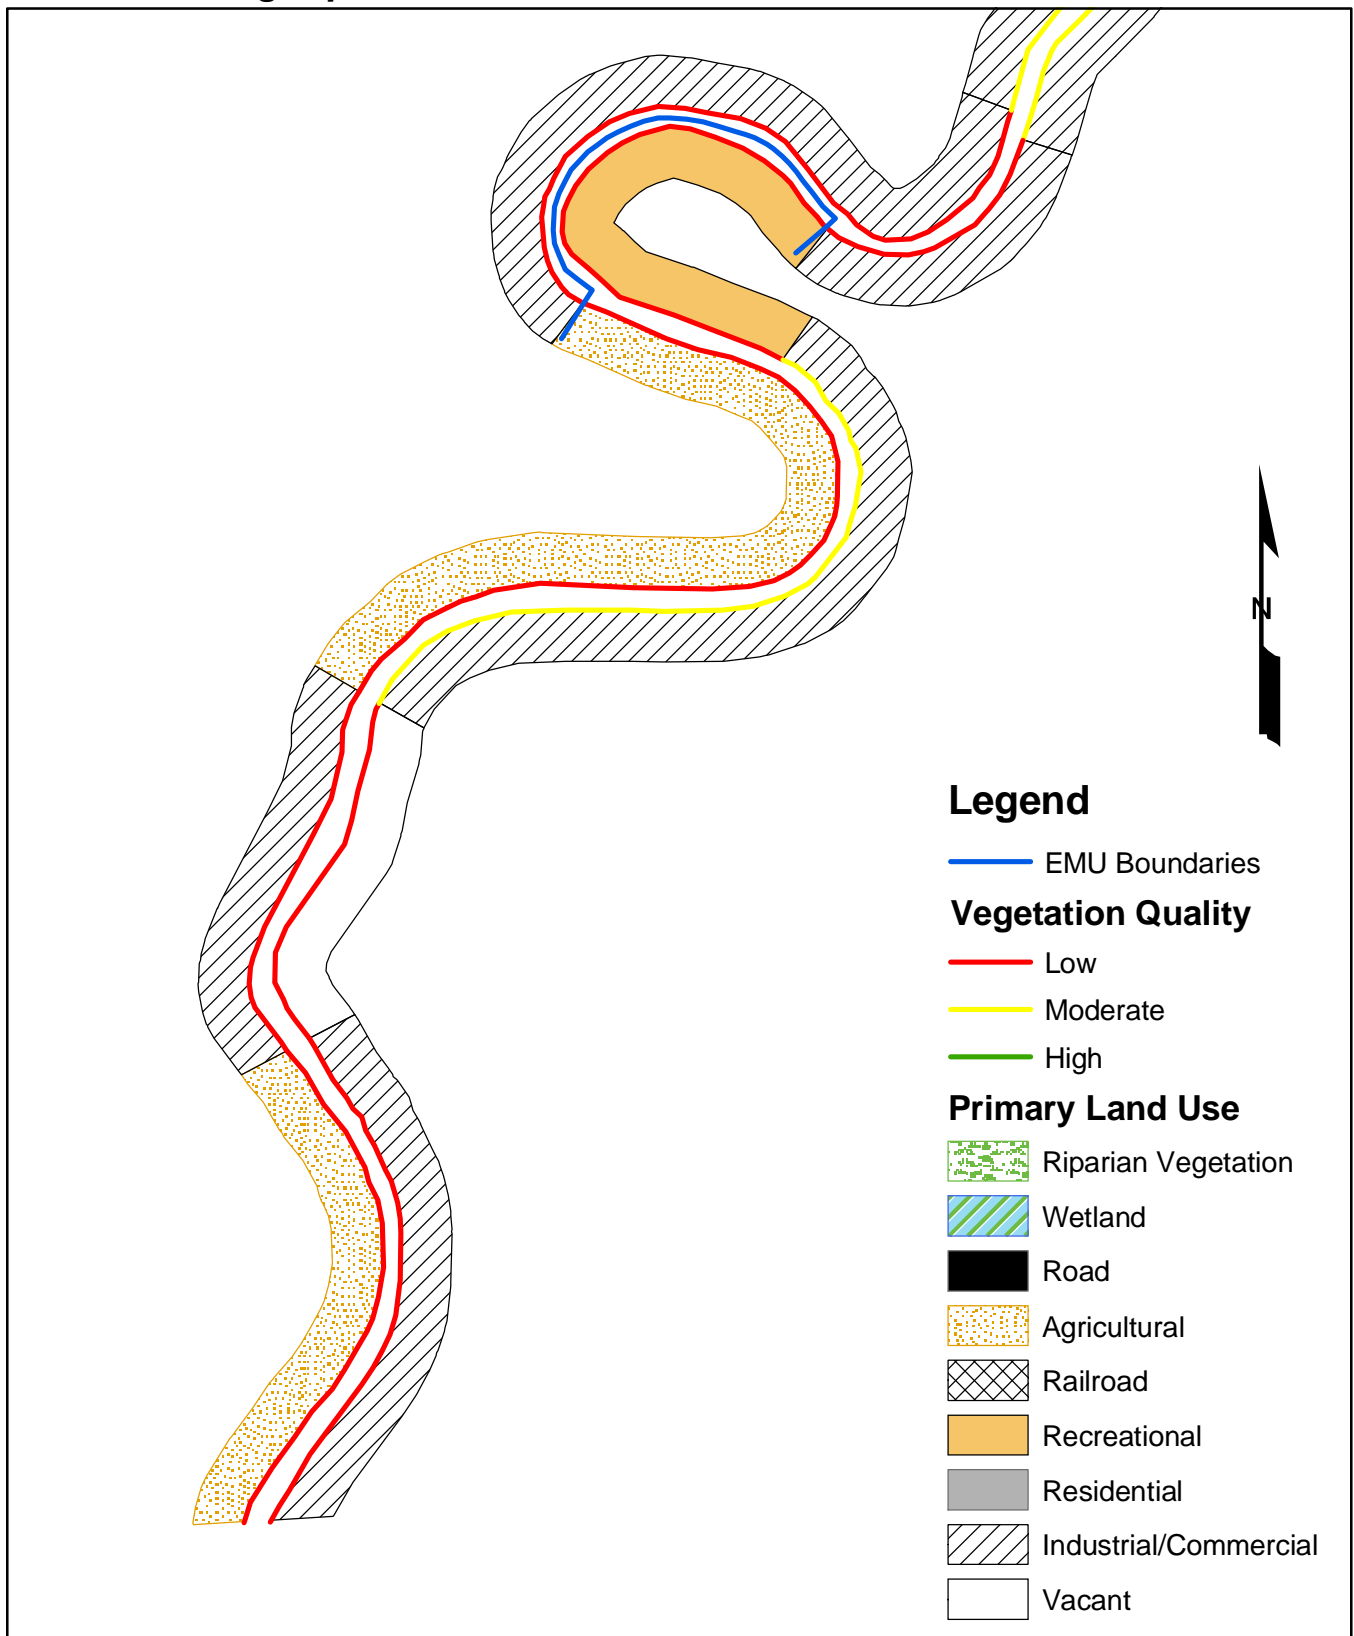 N
Legend
EMU Boundaries
Vegetation Quality
Low
Moderate
High
Primary Land Use
Riparian Vegetation
Wetland
Road
Agricultural
Railroad
Recreational
Residential
Industrial/Commercial
Vacant